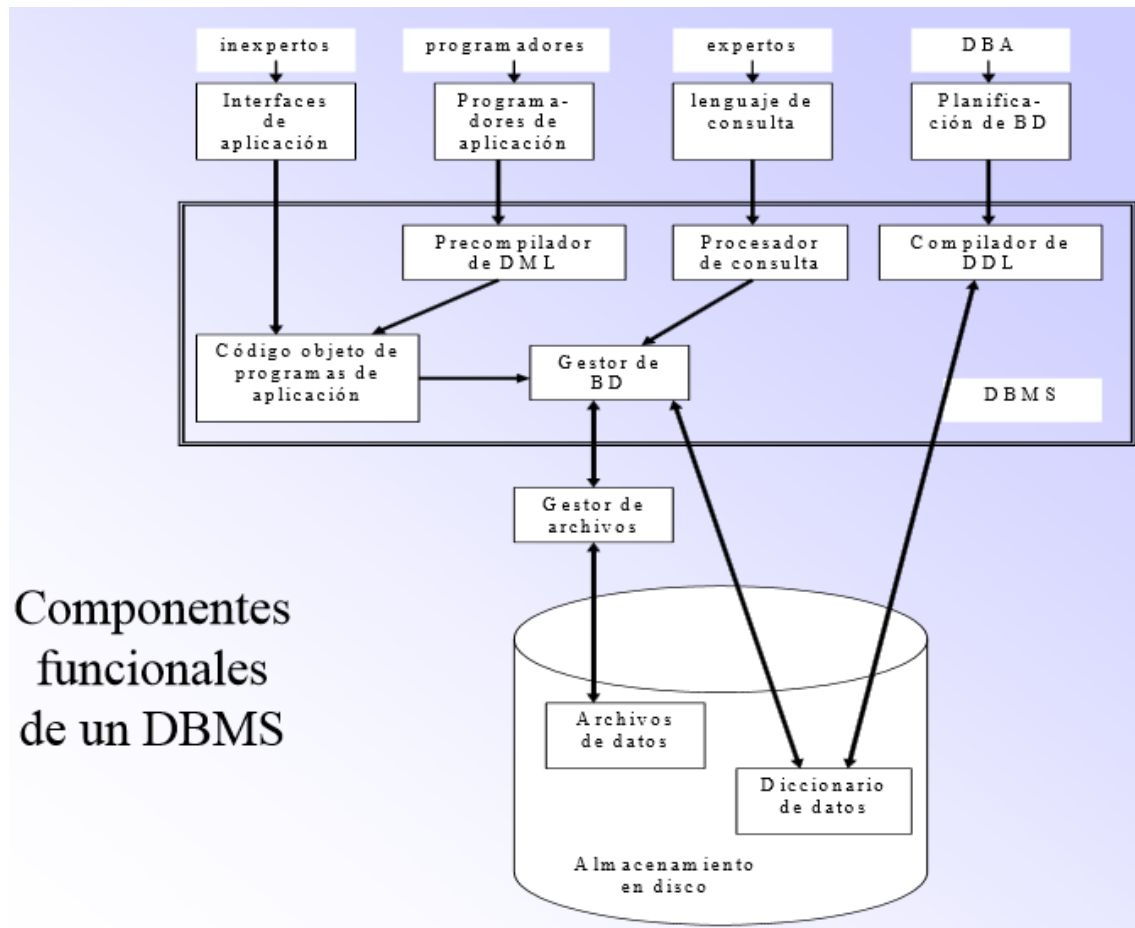 inexpertos
programadores
expertos
DBA
Interfaces
de
aplicación
Programa-
dores de
aplicación
lenguaje de
consulta
Planifica-
ción de BD
Precompilador
de DML
Procesador
de consulta
Compilador de
DDL
Código objeto de
programas de
aplicación
Gestor de
BD
DBMS
Gestor de
archivos
Componentes
funcionales
de un DBMS
Archivos
de datos
Diccionario
de datos
Almacenamiento
en disco